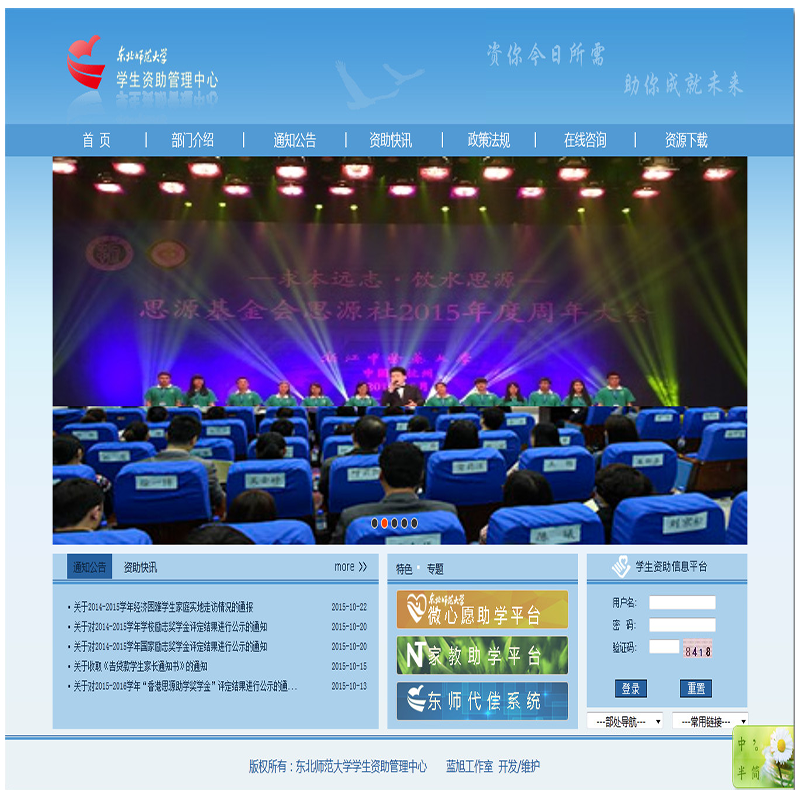 东北师范大学
学生资助管理中心
资你今日所需
助你成就未来
首 页 | 部门介绍 | 通知公告 | 资助快讯 | 政策法规 | 在线咨询 | 资源下载
—求本远志·饮水思源—
思源基金会思源社2015年度周年大会
通知公告 资助快讯 more >>
• 关于2014-2015学年经济困难学生家庭实地走访情况的通报 2015-10-22
• 关于对2014-2015学年学校励志奖学金评定结果进行公示的通知 2015-10-20
• 关于对2014-2015学年国家励志奖学金评定结果进行公示的通知 2015-10-20
• 关于收取《告贷款学生家长通知书》的通知 2015-10-15
• 关于对2015-2016学年“香港思源助学奖学金”评定结果进行公示的通... 2015-10-13
特色 · 专题
东北师范大学
微心愿助学平台
家教助学平台
东师代偿系统
学生资助信息平台
用户名:
密 码:
验证码: 8418
登录 重置
---部处导航--- ---常用链接---
中 °,
半 简
版权所有:东北师范大学学生资助管理中心 蓝旭工作室 开发/维护